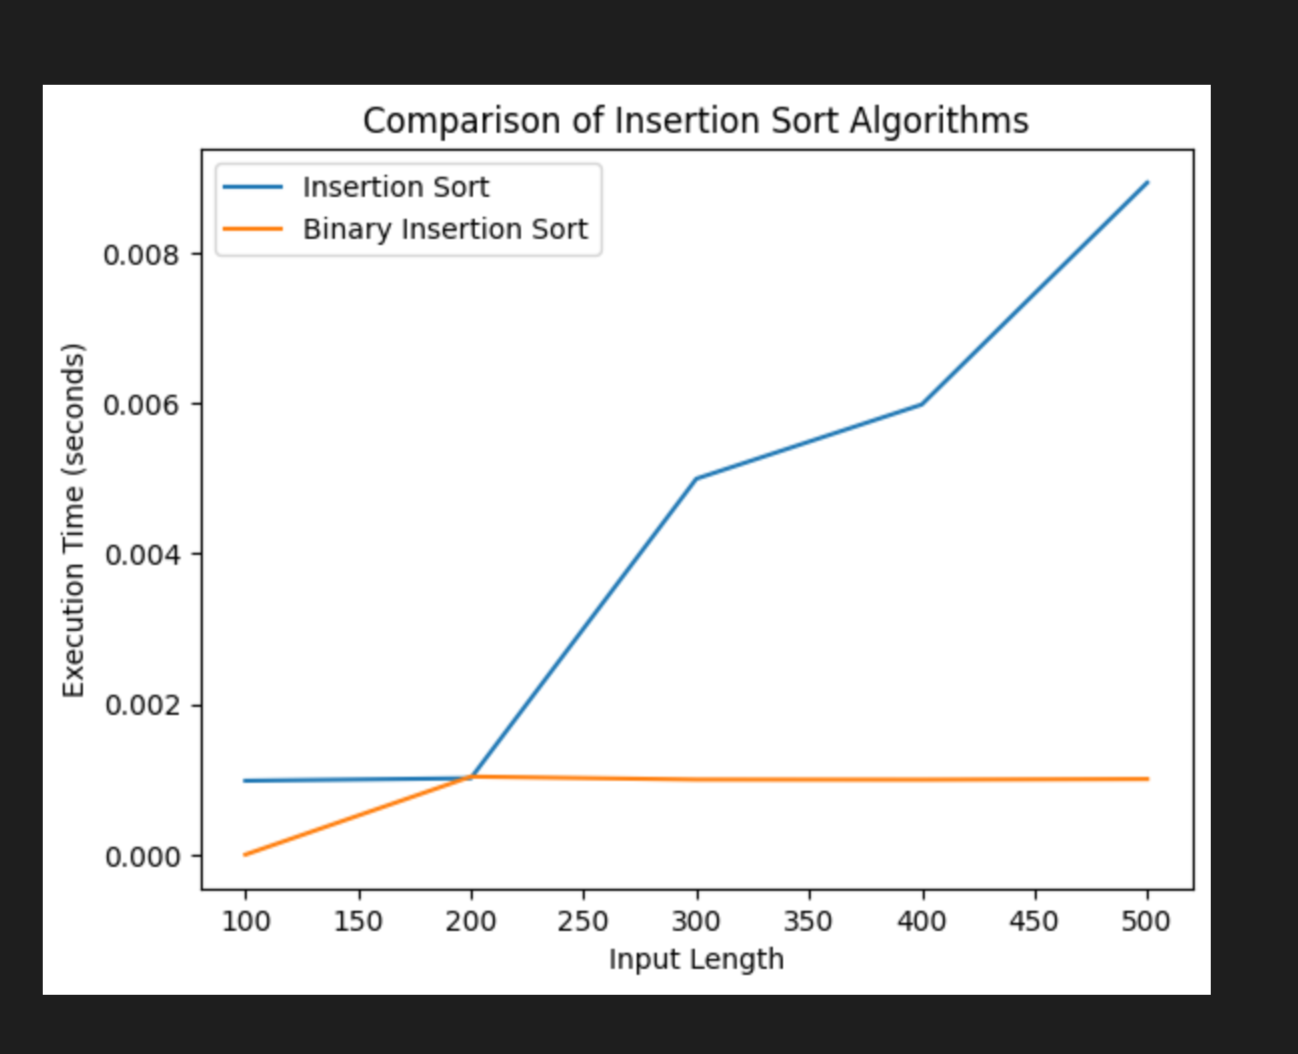 Comparison of Insertion Sort Algorithms
Insertion Sort
Binary Insertion Sort
Execution Time (seconds)
0.008
0.006
0.004
0.002
0.000
100 150 200 250 300 350 400 450 500
Input Length